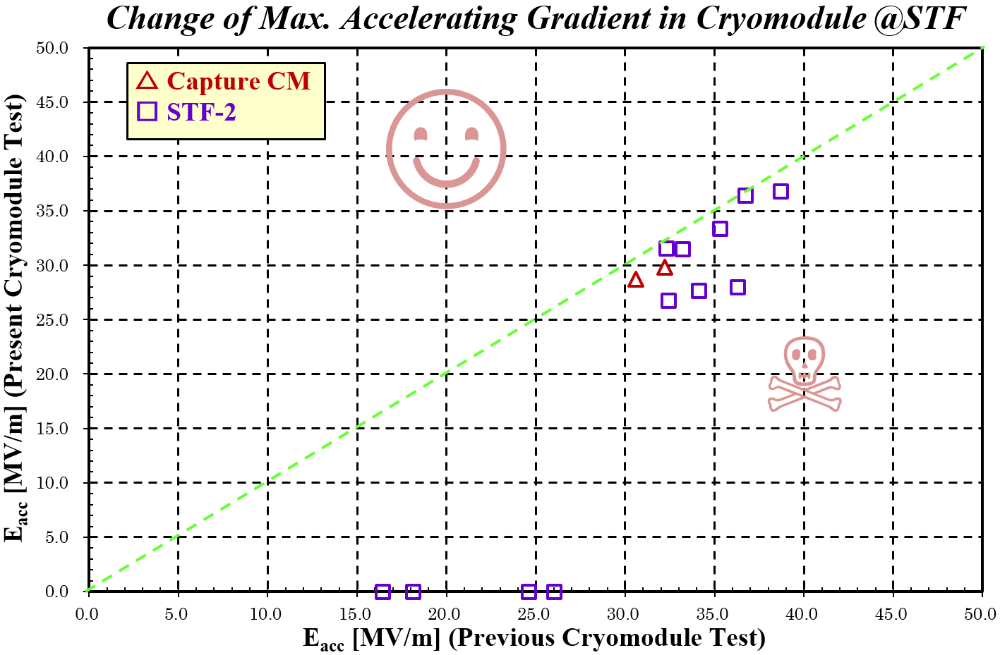 Change of Max. Accelerating Gradient in Cryomodule @STF
Eacc [MV/m] (Present Cryomodule Test)
50.0
45.0
40.0
35.0
30.0
25.0
20.0
15.0
10.0
5.0
0.0
Capture CM
STF-2
0.0 5.0 10.0 15.0 20.0 25.0 30.0 35.0 40.0 45.0 50.0
Eacc [MV/m] (Previous Cryomodule Test)